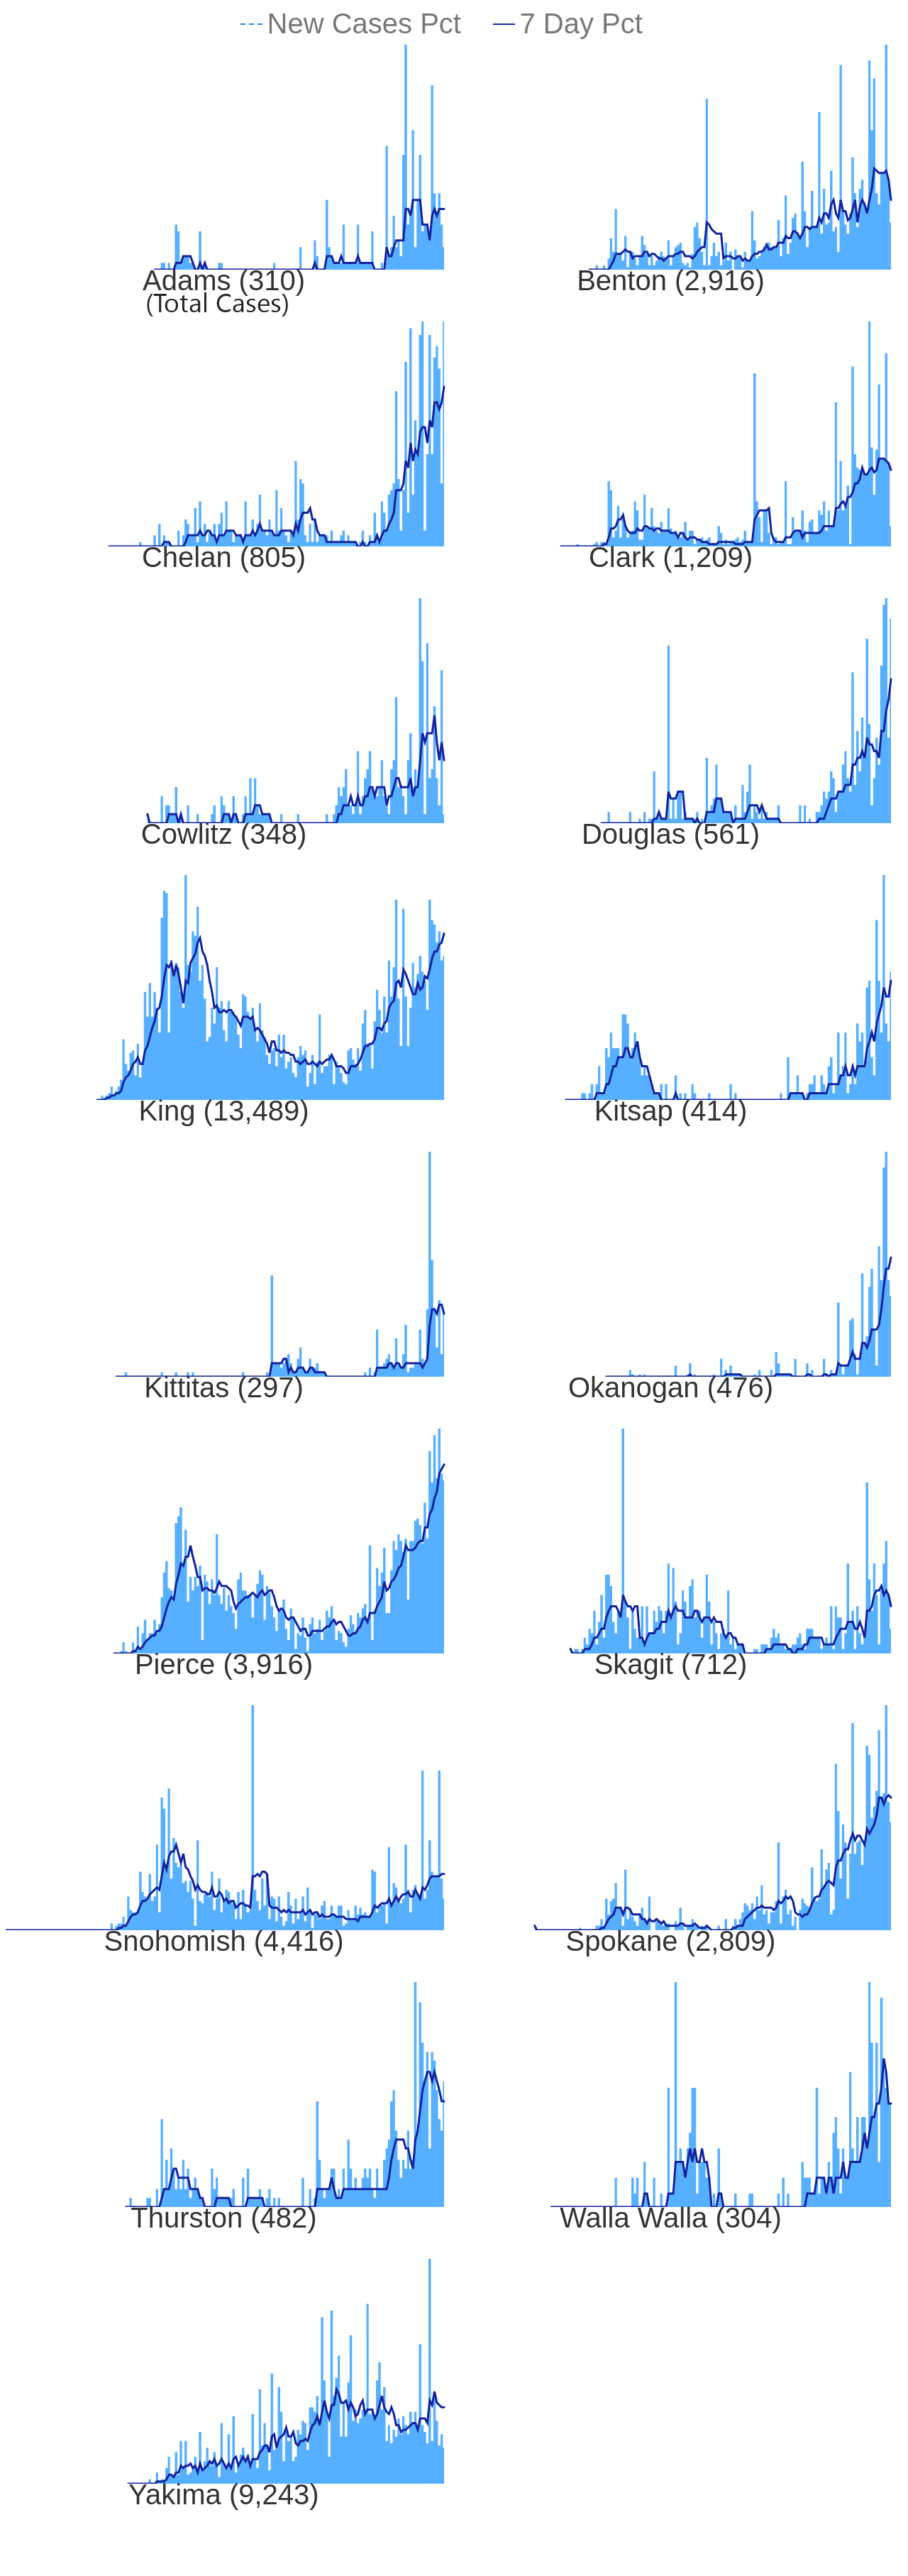 New Cases Pct 7 Day Pct
Adams (310) Benton (2,916)
(Total Cases)
Chelan (805) Clark (1,209)
Cowlitz (348) Douglas (561)
King (13,489) Kitsap (414)
Kittitas (297) Okanogan (476)
Pierce (3,916) Skagit (712)
Snohomish (4,416) Spokane (2,809)
Thurston (482) Walla Walla (304)
Yakima (9,243)